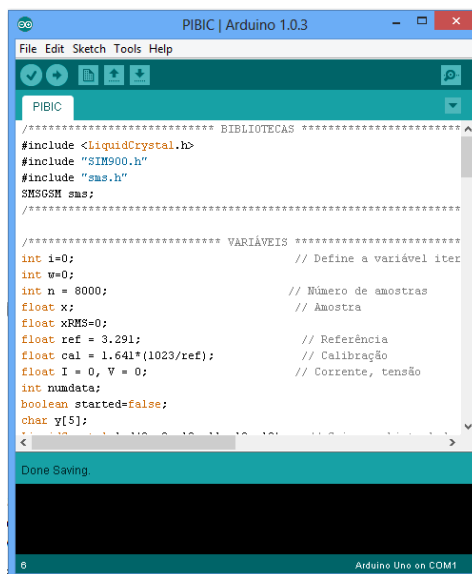 PIBIC | Arduino 1.0.3
File Edit Sketch Tools Help
PIBIC
/*************************** BIBLIOTECAS ***********************
#include <LiquidCrystal.h>
#include "SIM900.h"
#include "sms.h"
SMSGSM sms;
/***************************************************************
/**************************** VARIÁVEIS ************************
int i=0; // Define a variável iter
int w=0;
int n = 8000; // Número de amostras
float x; // Amostra
float xRMS=0;
float ref = 3.291; // Referência
float cal = 1.641*(1023/ref); // Calibração
float I = 0, V = 0; // Corrente, tensão
int numdata;
boolean started=false;
char y[5];
Done Saving.
6
Arduino Uno on COM1